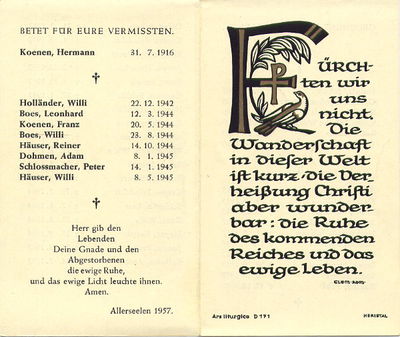 BETET FÜR EURE VERMISSTEN.
Koenen, Hermann 31. 7. 1916
Holländer, Willi 22. 12. 1942
Boes, Leonhard 12. 3. 1944
Koenen, Franz 20. 5. 1944
Boes, Willi 23. 8. 1944
Häuser, Reiner 14. 10. 1944
Dohmen, Adam 8. 1. 1945
Schlossmacher, Peter 14. 1. 1945
Häuser, Willi 8. 5. 1945
Herr gib den
Lebenden
Deine Gnade und den
Abgestorbenen
die ewige Ruhe,
und das ewige Licht leuchte ihnen.
Amen.
Allerseelen 1957.
FÜRCH-
ten wir
uns
nicht. Die
Wanderschaft
in dieser Welt
ist kurz, die Ver
heißung Christi
aber wunder-
bar: die Ruhe
des kommenden
Reiches und das
ewige Leben.
Ars liturgica D 191